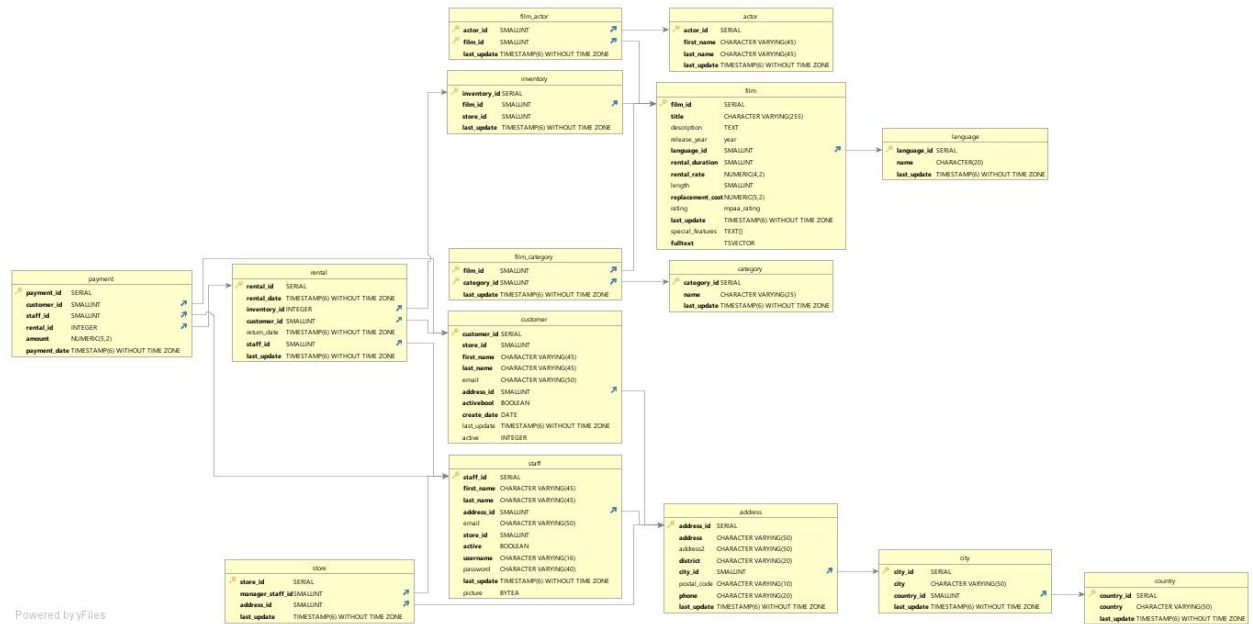 film_actor
actor_id SMALLINT
film_id SMALLINT
last_update TIMESTAMP(6) WITHOUT TIME ZONE
actor
actor_id SERIAL
first_name CHARACTER VARYING(45)
last_name CHARACTER VARYING(45)
last_update TIMESTAMP(6) WITHOUT TIME ZONE
inventory
inventory_id SERIAL
film_id SMALLINT
store_id SMALLINT
last_update TIMESTAMP(6) WITHOUT TIME ZONE
film
film_id SERIAL
title CHARACTER VARYING(255)
description TEXT
release_year year
language_id SMALLINT
rental_duration SMALLINT
rental_rate NUMERIC(4,2)
length SMALLINT
replacement_cost NUMERIC(5,2)
rating mpaa_rating
last_update TIMESTAMP(6) WITHOUT TIME ZONE
special_features TEXT[]
fulltext TSVECTOR
language
language_id SERIAL
name CHARACTER(20)
last_update TIMESTAMP(6) WITHOUT TIME ZONE
film_category
film_id SMALLINT
category_id SMALLINT
last_update TIMESTAMP(6) WITHOUT TIME ZONE
category
category_id SERIAL
name CHARACTER VARYING(25)
last_update TIMESTAMP(6) WITHOUT TIME ZONE
payment
payment_id SERIAL
customer_id SMALLINT
staff_id SMALLINT
rental_id INTEGER
amount NUMERIC(5,2)
payment_date TIMESTAMP(6) WITHOUT TIME ZONE
rental
rental_id SERIAL
rental_date TIMESTAMP(6) WITHOUT TIME ZONE
inventory_id INTEGER
customer_id SMALLINT
return_date TIMESTAMP(6) WITHOUT TIME ZONE
staff_id SMALLINT
last_update TIMESTAMP(6) WITHOUT TIME ZONE
customer
customer_id SERIAL
store_id SMALLINT
first_name CHARACTER VARYING(45)
last_name CHARACTER VARYING(45)
email CHARACTER VARYING(50)
address_id SMALLINT
activebool BOOLEAN
create_date DATE
last_update TIMESTAMP(6) WITHOUT TIME ZONE
active INTEGER
staff
staff_id SERIAL
first_name CHARACTER VARYING(45)
last_name CHARACTER VARYING(45)
address_id SMALLINT
email CHARACTER VARYING(50)
store_id SMALLINT
active BOOLEAN
username CHARACTER VARYING(16)
password CHARACTER VARYING(40)
last_update TIMESTAMP(6) WITHOUT TIME ZONE
picture BYTEA
store
store_id SERIAL
manager_staff_id SMALLINT
address_id SMALLINT
last_update TIMESTAMP(6) WITHOUT TIME ZONE
address
address_id SERIAL
address CHARACTER VARYING(50)
address2 CHARACTER VARYING(50)
district CHARACTER VARYING(20)
city_id SMALLINT
postal_code CHARACTER VARYING(10)
phone CHARACTER VARYING(20)
last_update TIMESTAMP(6) WITHOUT TIME ZONE
city
city_id SERIAL
city CHARACTER VARYING(50)
country_id SMALLINT
last_update TIMESTAMP(6) WITHOUT TIME ZONE
country
country_id SERIAL
country CHARACTER VARYING(50)
last_update TIMESTAMP(6) WITHOUT TIME ZONE
Powered by yFiles